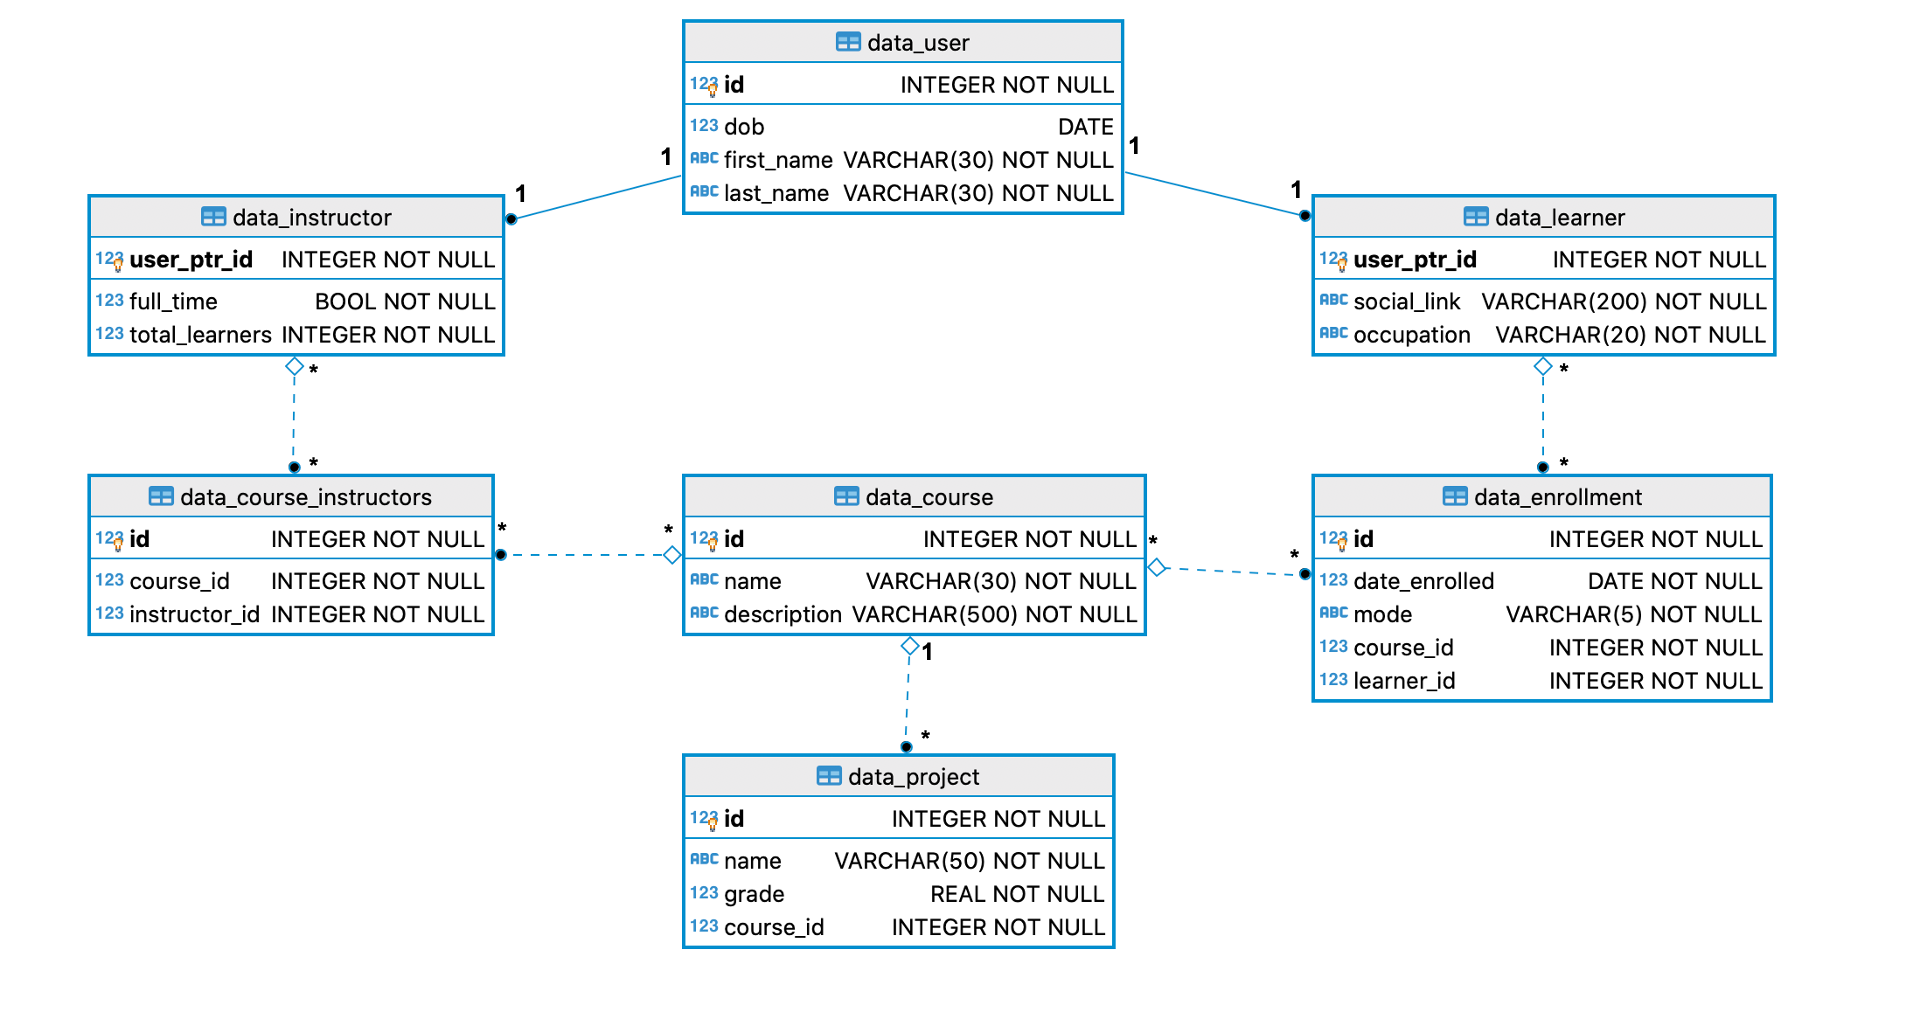 data_user
123 id INTEGER NOT NULL
123 dob DATE
ABC first_name VARCHAR(30) NOT NULL
ABC last_name VARCHAR(30) NOT NULL
1
1
1
1
data_instructor
123 user_ptr_id INTEGER NOT NULL
123 full_time BOOL NOT NULL
123 total_learners INTEGER NOT NULL
data_learner
123 user_ptr_id INTEGER NOT NULL
ABC social_link VARCHAR(200) NOT NULL
ABC occupation VARCHAR(20) NOT NULL
*
*
*
*
data_course_instructors
123 id INTEGER NOT NULL
123 course_id INTEGER NOT NULL
123 instructor_id INTEGER NOT NULL
*
*
data_course
123 id INTEGER NOT NULL
ABC name VARCHAR(30) NOT NULL
ABC description VARCHAR(500) NOT NULL
*
*
data_enrollment
123 id INTEGER NOT NULL
123 date_enrolled DATE NOT NULL
ABC mode VARCHAR(5) NOT NULL
123 course_id INTEGER NOT NULL
123 learner_id INTEGER NOT NULL
1
*
data_project
123 id INTEGER NOT NULL
ABC name VARCHAR(50) NOT NULL
123 grade REAL NOT NULL
123 course_id INTEGER NOT NULL